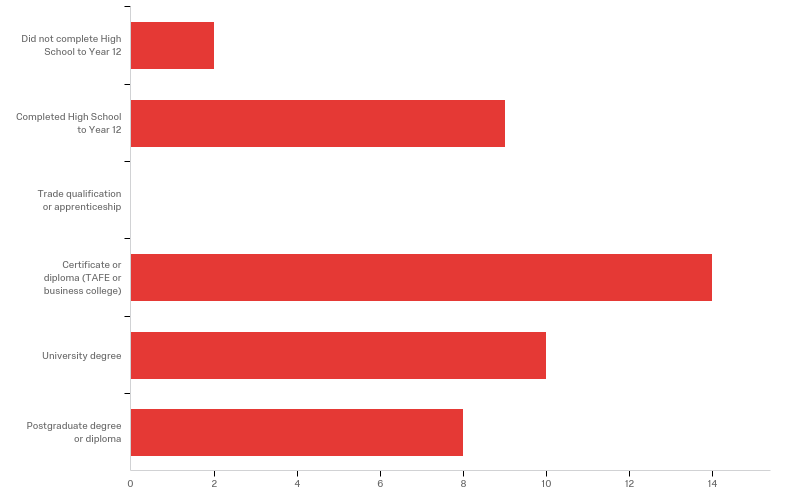 Did not complete High
School to Year 12
Completed High School
to Year 12
Trade qualification
or apprenticeship
Certificate or
diploma (TAFE or
business college)
University degree
Postgraduate degree
or diploma
0 2 4 6 8 10 12 14